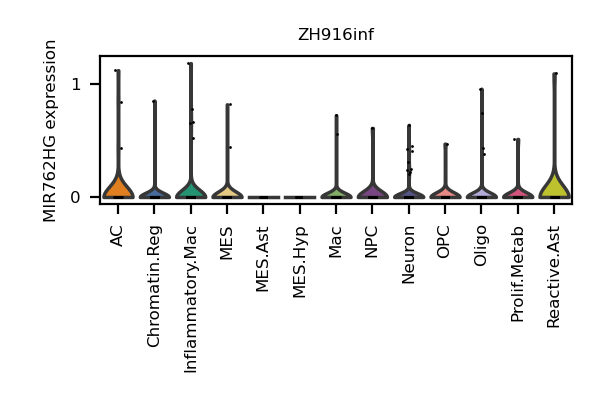 ZH916inf
MIR762HG expression
1
0
AC
Chromatin.Reg
Inflammatory.Mac
MES
MES.Ast
MES.Hyp
Mac
NPC
Neuron
OPC
Oligo
Prolif.Metab
Reactive.Ast